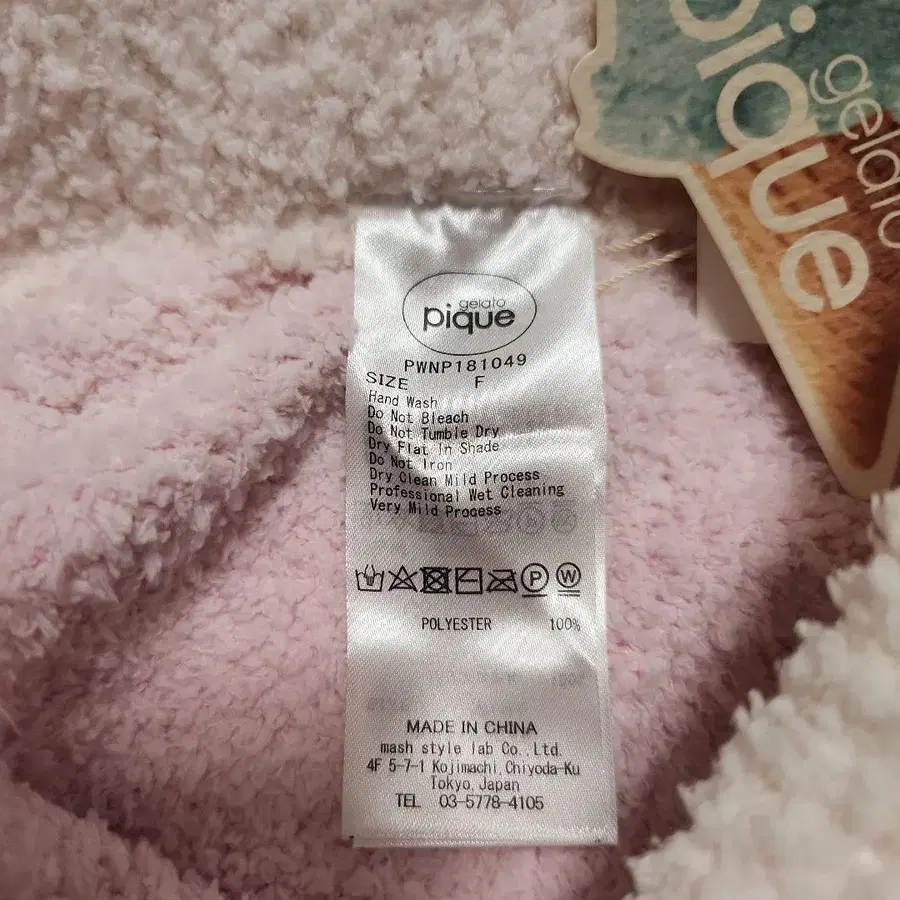 gelato
pique
gelato
pique
PWNP181049
SIZE F
Hand Wash
Do Not Bleach
Do Not Tumble Dry
Dry Flat In Shade
Do Not Iron
Dry Clean Mild Process
Professional Wet Cleaning
Very Mild Process
P W
POLYESTER 100%
MADE IN CHINA
mash style lab Co.,Ltd.
4F 5-7-1 Kojimachi,Chiyoda-Ku
Tokyo,Japan
TEL 03-5778-4105